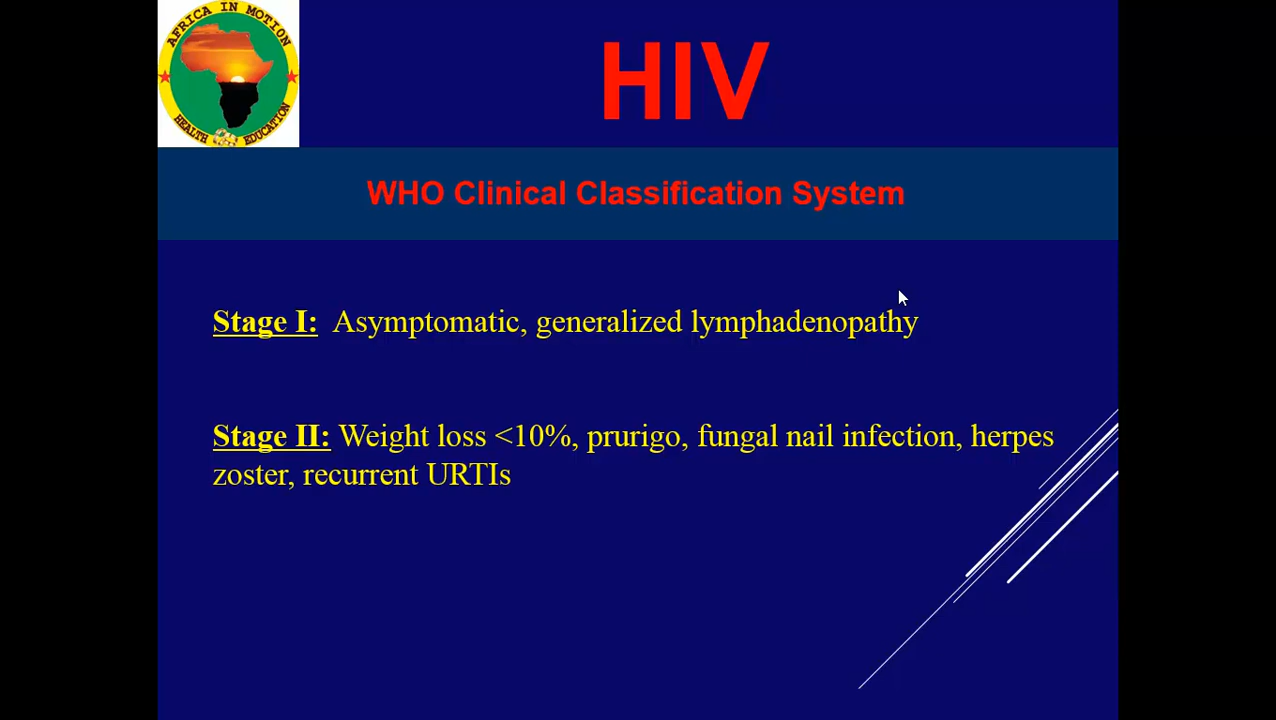 AFRICA IN MOTION
HEALTH EDUCATION
HIV
WHO Clinical Classification System
Stage I: Asymptomatic, generalized lymphadenopathy
Stage II: Weight loss <10%, prurigo, fungal nail infection, herpes
zoster, recurrent URTIs